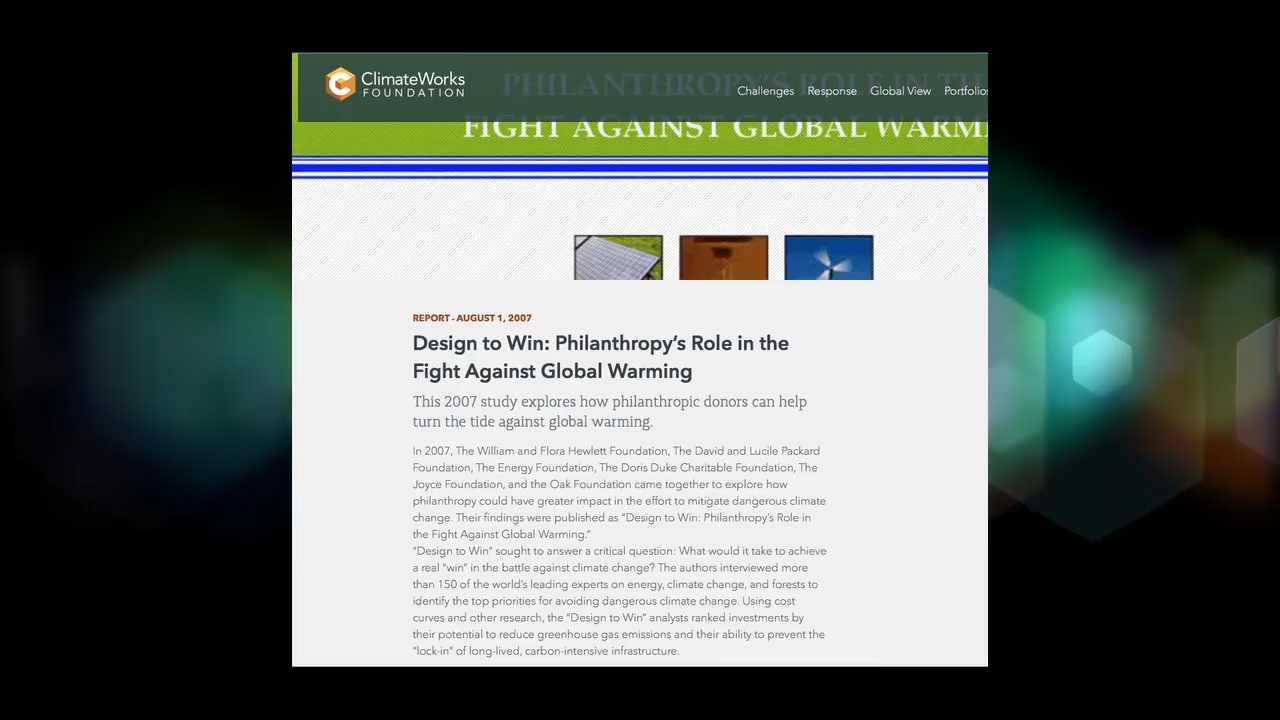 ClimateWorks
FOUNDATION
PHILANTHROPY'S ROLE IN TH
Challenges Response Global View Portfolios
FIGHT AGAINST GLOBAL WARM
REPORT · AUGUST 1, 2007
Design to Win: Philanthropy's Role in the
Fight Against Global Warming
This 2007 study explores how philanthropic donors can help
turn the tide against global warming.
In 2007, The William and Flora Hewlett Foundation, The David and Lucile Packard
Foundation, The Energy Foundation, The Doris Duke Charitable Foundation, The
Joyce Foundation, and the Oak Foundation came together to explore how
philanthropy could have greater impact in the effort to mitigate dangerous climate
change. Their findings were published as "Design to Win: Philanthropy's Role in
the Fight Against Global Warming."
"Design to Win" sought to answer a critical question: What would it take to achieve
a real "win" in the battle against climate change? The authors interviewed more
than 150 of the world's leading experts on energy, climate change, and forests to
identify the top priorities for avoiding dangerous climate change. Using cost
curves and other research, the "Design to Win" analysts ranked investments by
their potential to reduce greenhouse gas emissions and their ability to prevent the
"lock-in" of long-lived, carbon-intensive infrastructure.